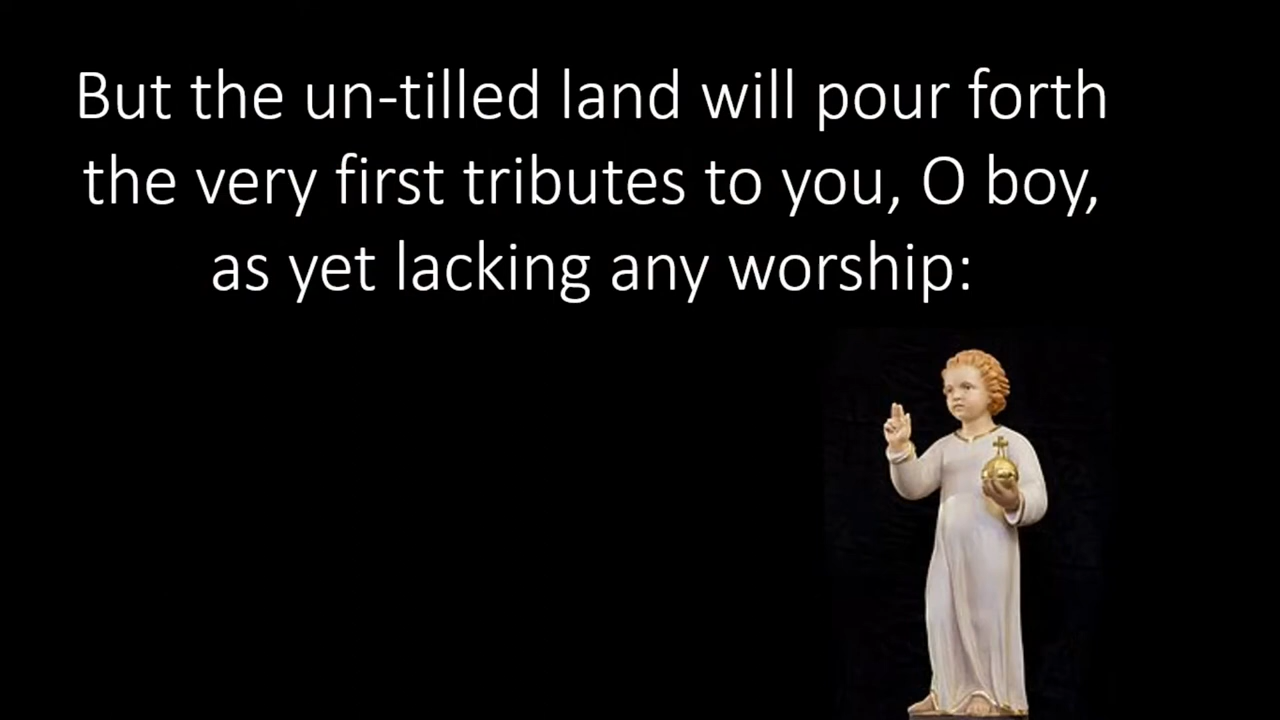 But the un-tilled land will pour forth
the very first tributes to you, O boy,
as yet lacking any worship: